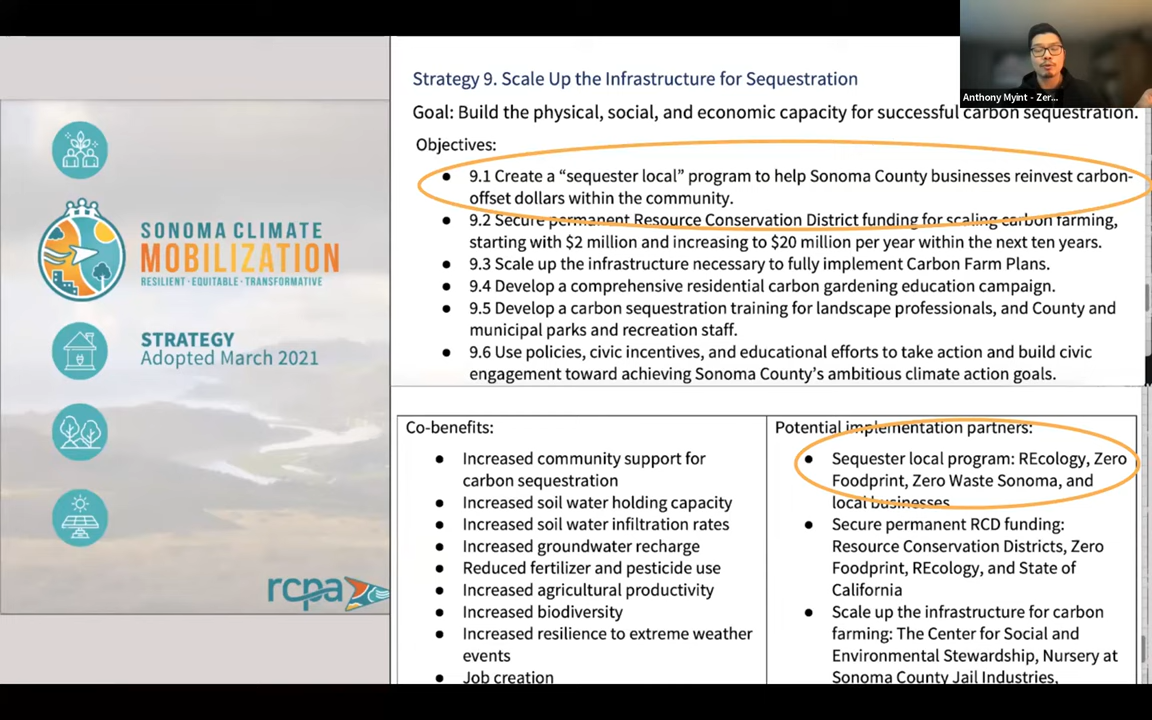 Strategy 9. Scale Up the Infrastructure for Sequestration
Goal: Build the physical, social, and economic capacity for successful carbon sequestration.
Objectives:
● 9.1 Create a “sequester local” program to help Sonoma County businesses reinvest carbon-
offset dollars within the community.
● 9.2 Secure permanent Resource Conservation District funding for scaling carbon farming,
starting with $2 million and increasing to $20 million per year within the next ten years.
● 9.3 Scale up the infrastructure necessary to fully implement Carbon Farm Plans.
● 9.4 Develop a comprehensive residential carbon gardening education campaign.
● 9.5 Develop a carbon sequestration training for landscape professionals, and County and
municipal parks and recreation staff.
● 9.6 Use policies, civic incentives, and educational efforts to take action and build civic
engagement toward achieving Sonoma County’s ambitious climate action goals.
Anthony Myint - Zer...
SONOMA CLIMATE
MOBILIZATION
RESILIENT · EQUITABLE · TRANSFORMATIVE
STRATEGY
Adopted March 2021
rcpa
Co-benefits:
● Increased community support for
carbon sequestration
● Increased soil water holding capacity
● Increased soil water infiltration rates
● Increased groundwater recharge
● Reduced fertilizer and pesticide use
● Increased agricultural productivity
● Increased biodiversity
● Increased resilience to extreme weather
events
● Job creation
Potential implementation partners:
● Sequester local program: REcology, Zero
Foodprint, Zero Waste Sonoma, and
local businesses
● Secure permanent RCD funding:
Resource Conservation Districts, Zero
Foodprint, REcology, and State of
California
● Scale up the infrastructure for carbon
farming: The Center for Social and
Environmental Stewardship, Nursery at
Sonoma County Jail Industries,